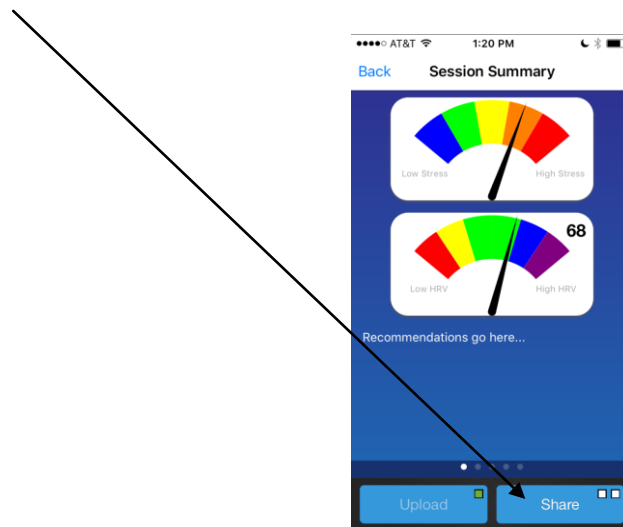 AT&T 1:20 PM
Back Session Summary
Low Stress High Stress
68
Low HRV High HRV
Recommendations go here...
Upload Share